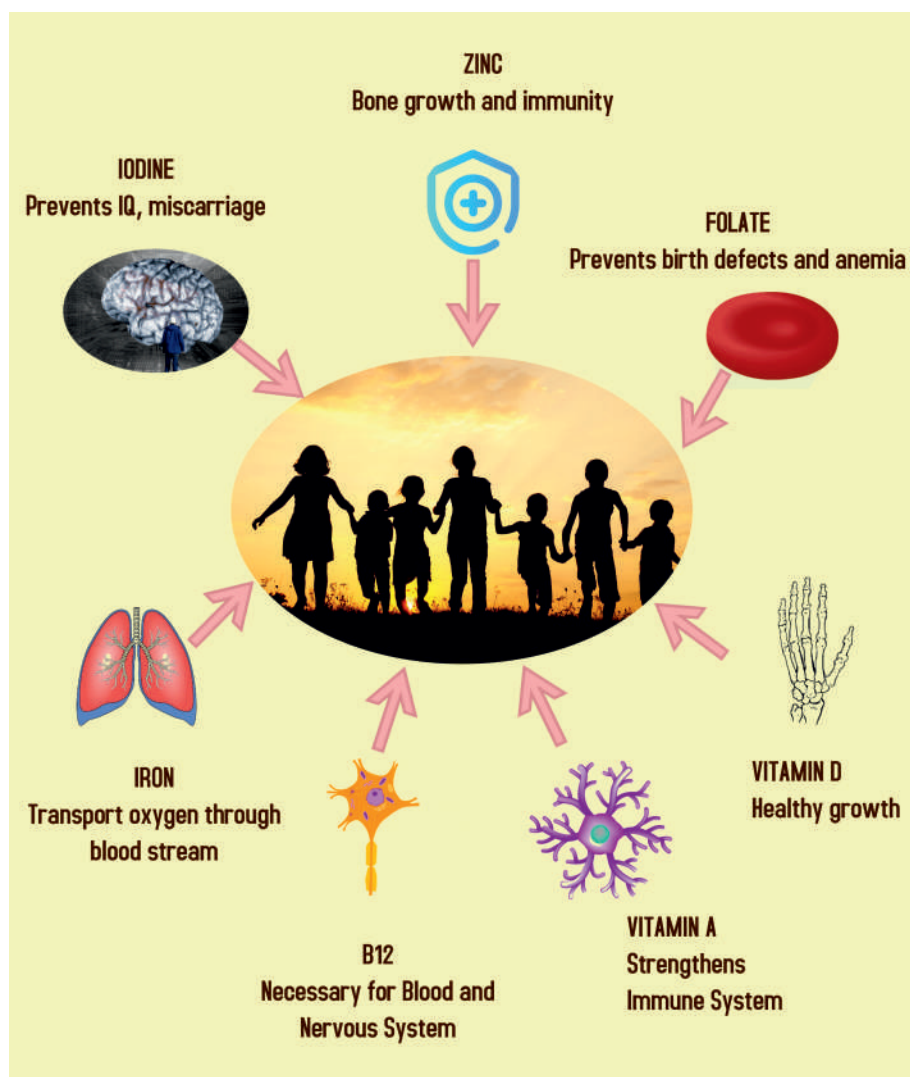 ZINC
Bone growth and immunity
IODINE
Prevents IQ, miscarriage
FOLATE
Prevents birth defects and anemia
IRON
Transport oxygen through
blood stream
B12
Necessary for Blood and
Nervous System
VITAMIN A
Strengthens
Immune System
VITAMIN D
Healthy growth